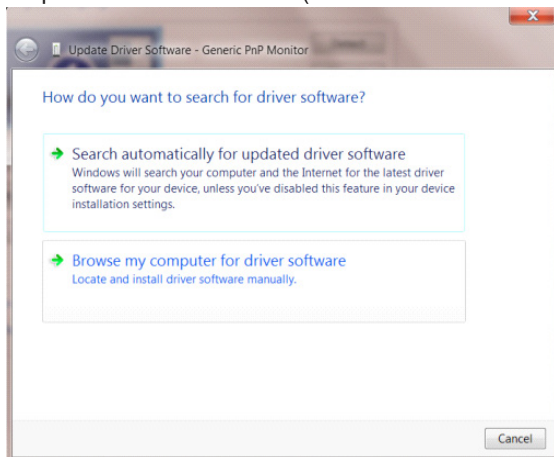 Update Driver Software - Generic PnP Monitor
How do you want to search for driver software?
Search automatically for updated driver software
Windows will search your computer and the Internet for the latest driver
software for your device, unless you've disabled this feature in your device
installation settings.
Browse my computer for driver software
Locate and install driver software manually.
Cancel